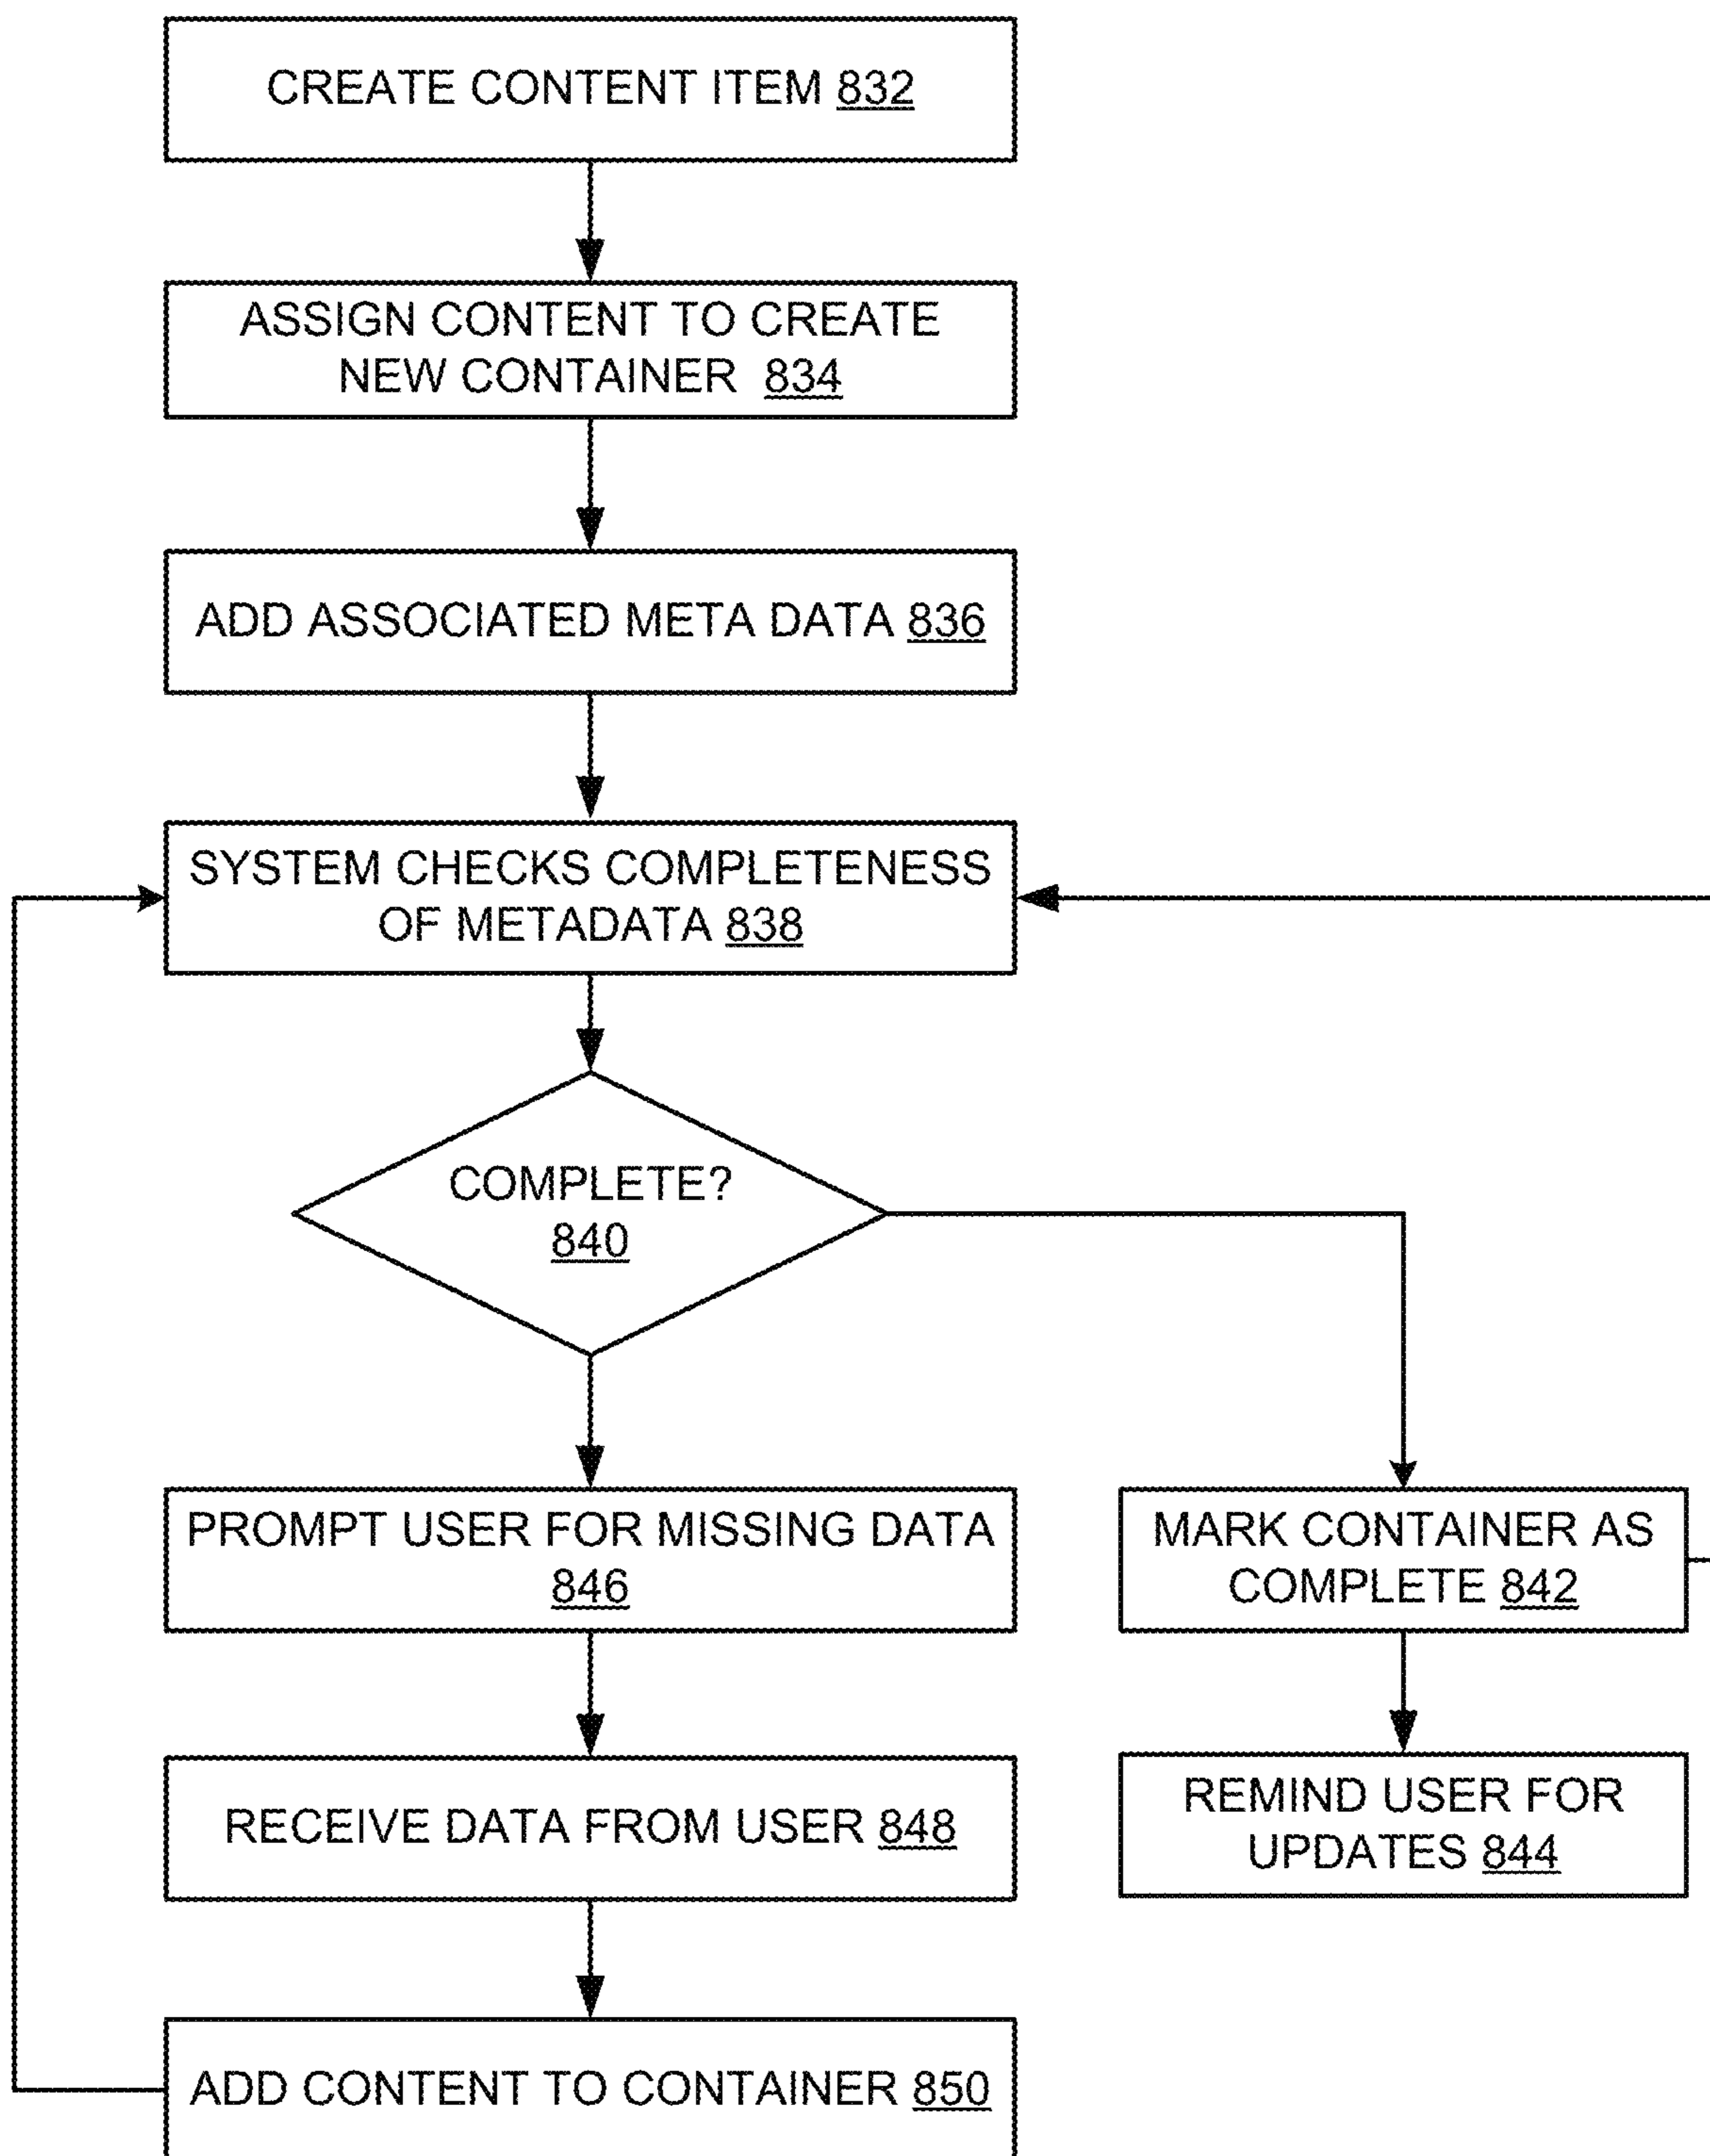 CREATE CONTENT ITEM 832
ASSIGN CONTENT TO CREATE
NEW CONTAINER 834
ADD ASSOCIATED META DATA 836
SYSTEM CHECKS COMPLETENESS
OF METADATA 838
COMPLETE?
840
PROMPT USER FOR MISSING DATA
846
MARK CONTAINER AS
COMPLETE 842
RECEIVE DATA FROM USER 848
REMIND USER FOR
UPDATES 844
ADD CONTENT TO CONTAINER 850